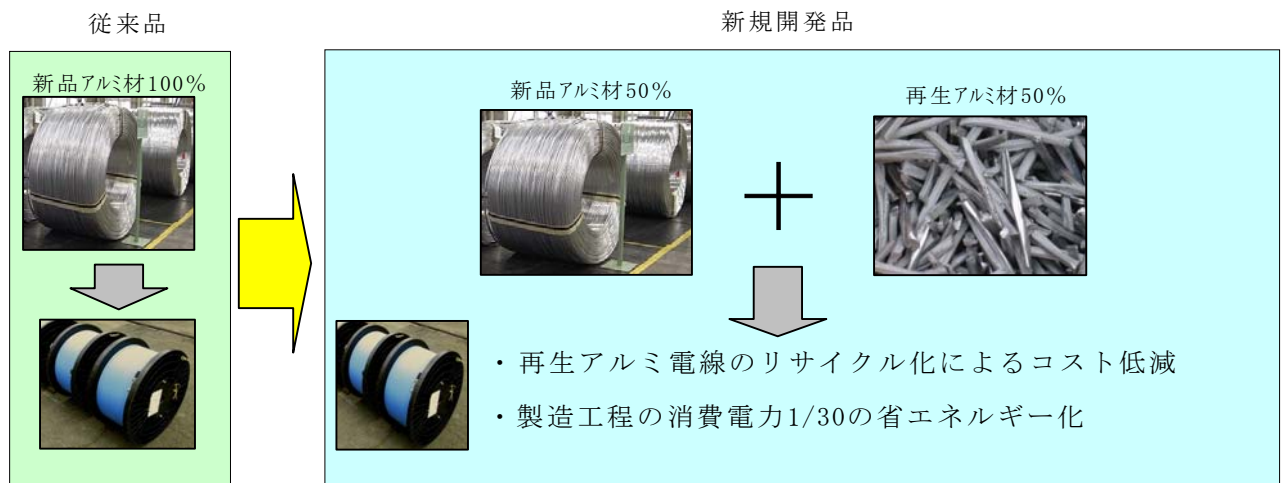 従来品
新規開発品
新品アルミ材100%
新品アルミ材50%
再生アルミ材50%
・再生アルミ電線のリサイクル化によるコスト低減
・製造工程の消費電力1/30の省エネルギー化